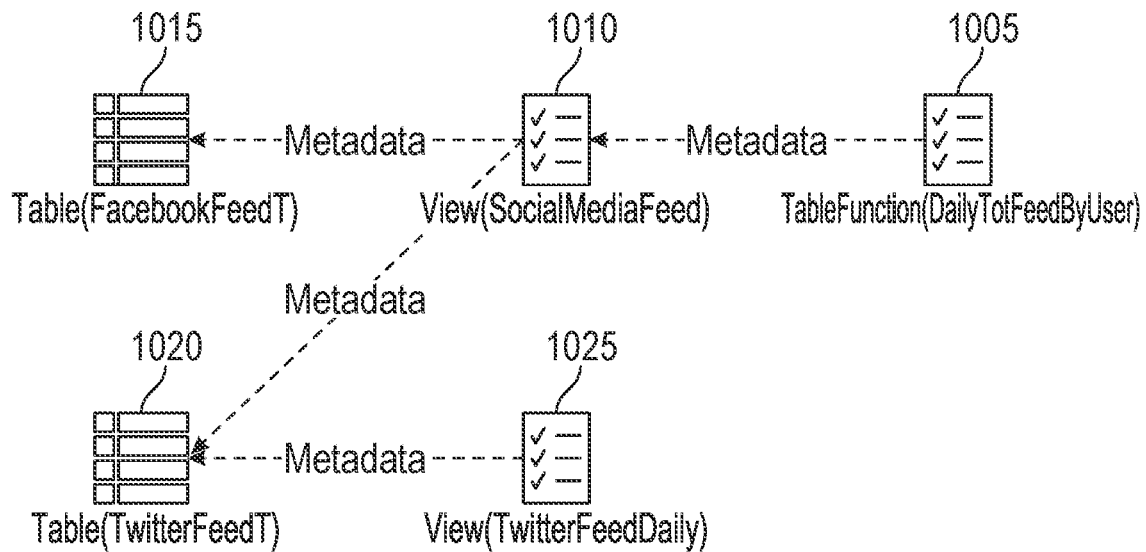 1015 1010 1005
Metadata Metadata
Table(FacebookFeedT) View(SocialMediaFeed) TableFunction(DailyTotFeedByUser)
Metadata
1020 1025
Metadata
Table(TwitterFeedT) View(TwitterFeedDaily)